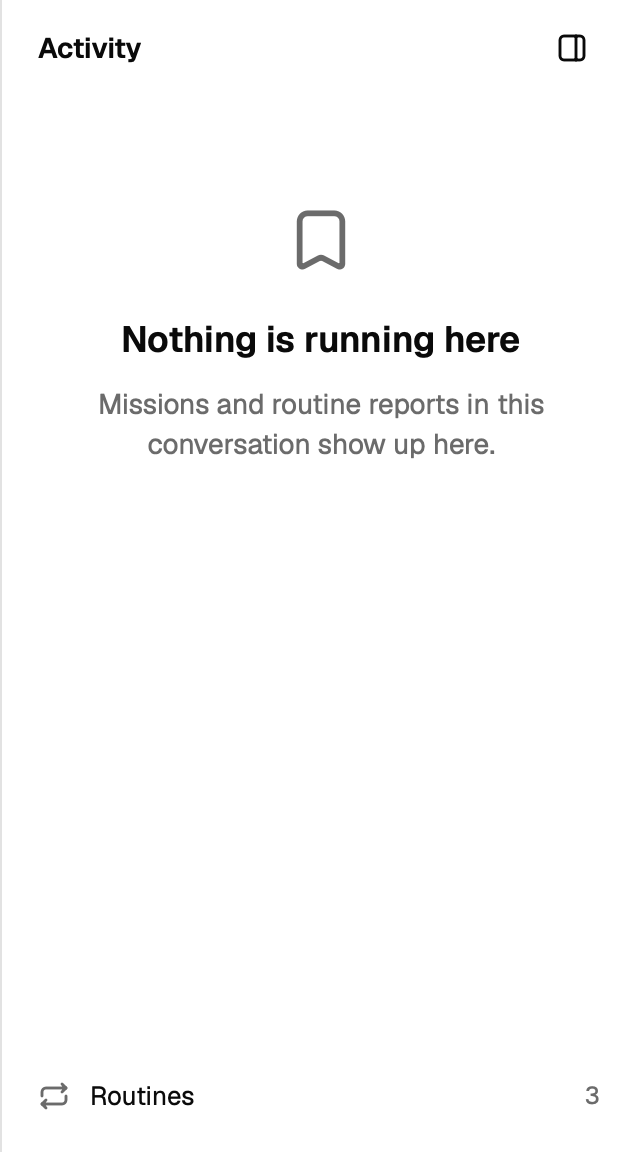 Activity
Nothing is running here
Missions and routine reports in this
conversation show up here.
Routines 3